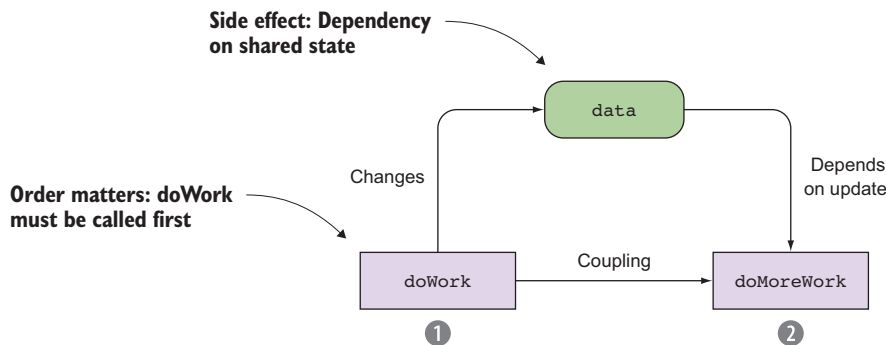 Side effect: Dependency
on shared state
data
Changes
Depends
on update
Order matters: doWork
must be called first
Coupling
doWork
doMoreWork
1
2